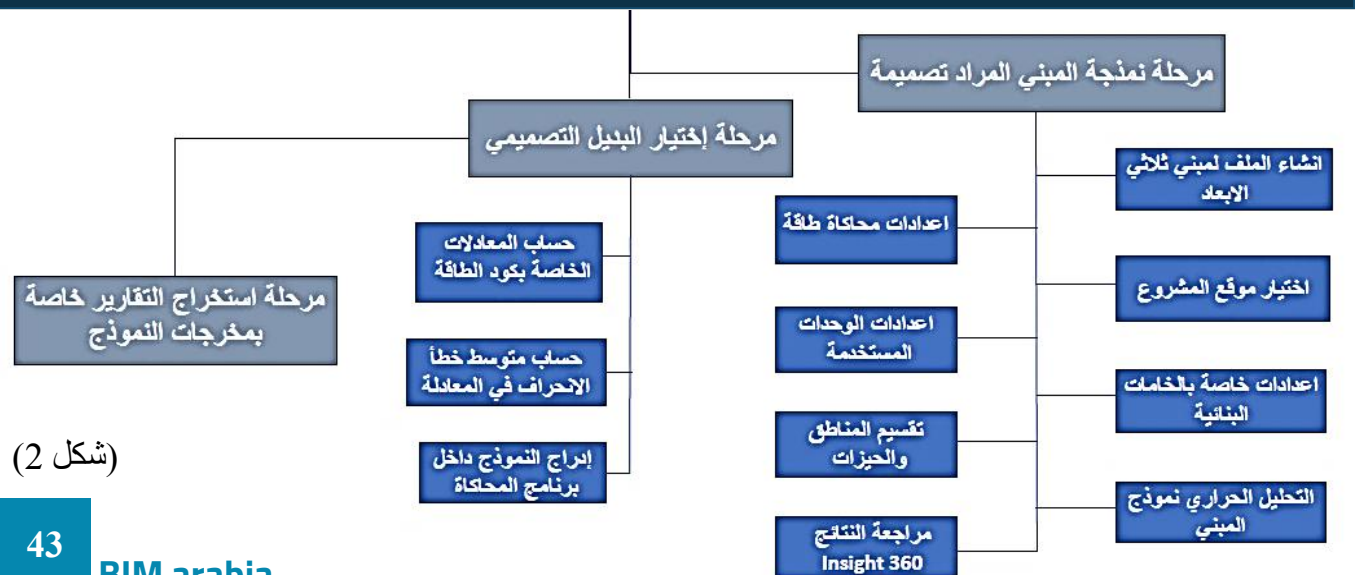 مرحلة نمذجة المبني المراد تصميمة
انشاء الملف لمبني ثلاثي
الابعاد
اختيار موقع المشروع
اعدادات خاصة بالخامات
البنائية
التحليل الحراري نموذج
المبني
اعدادات محاكاة طاقة
اعدادات الوحدات
المستخدمة
تقسيم المناطق
والحيزات
مراجعة النتائج
Insight 360
مرحلة إختيار البديل التصميمي
حساب المعادلات
الخاصة بكود الطاقة
حساب متوسط خطأ
الانحراف في المعادلة
إدراج النموذج داخل
برنامج المحاكاة
مرحلة استخراج التقارير خاصة
بمخرجات النموذج
(شكل 2)
43
BIM arabia